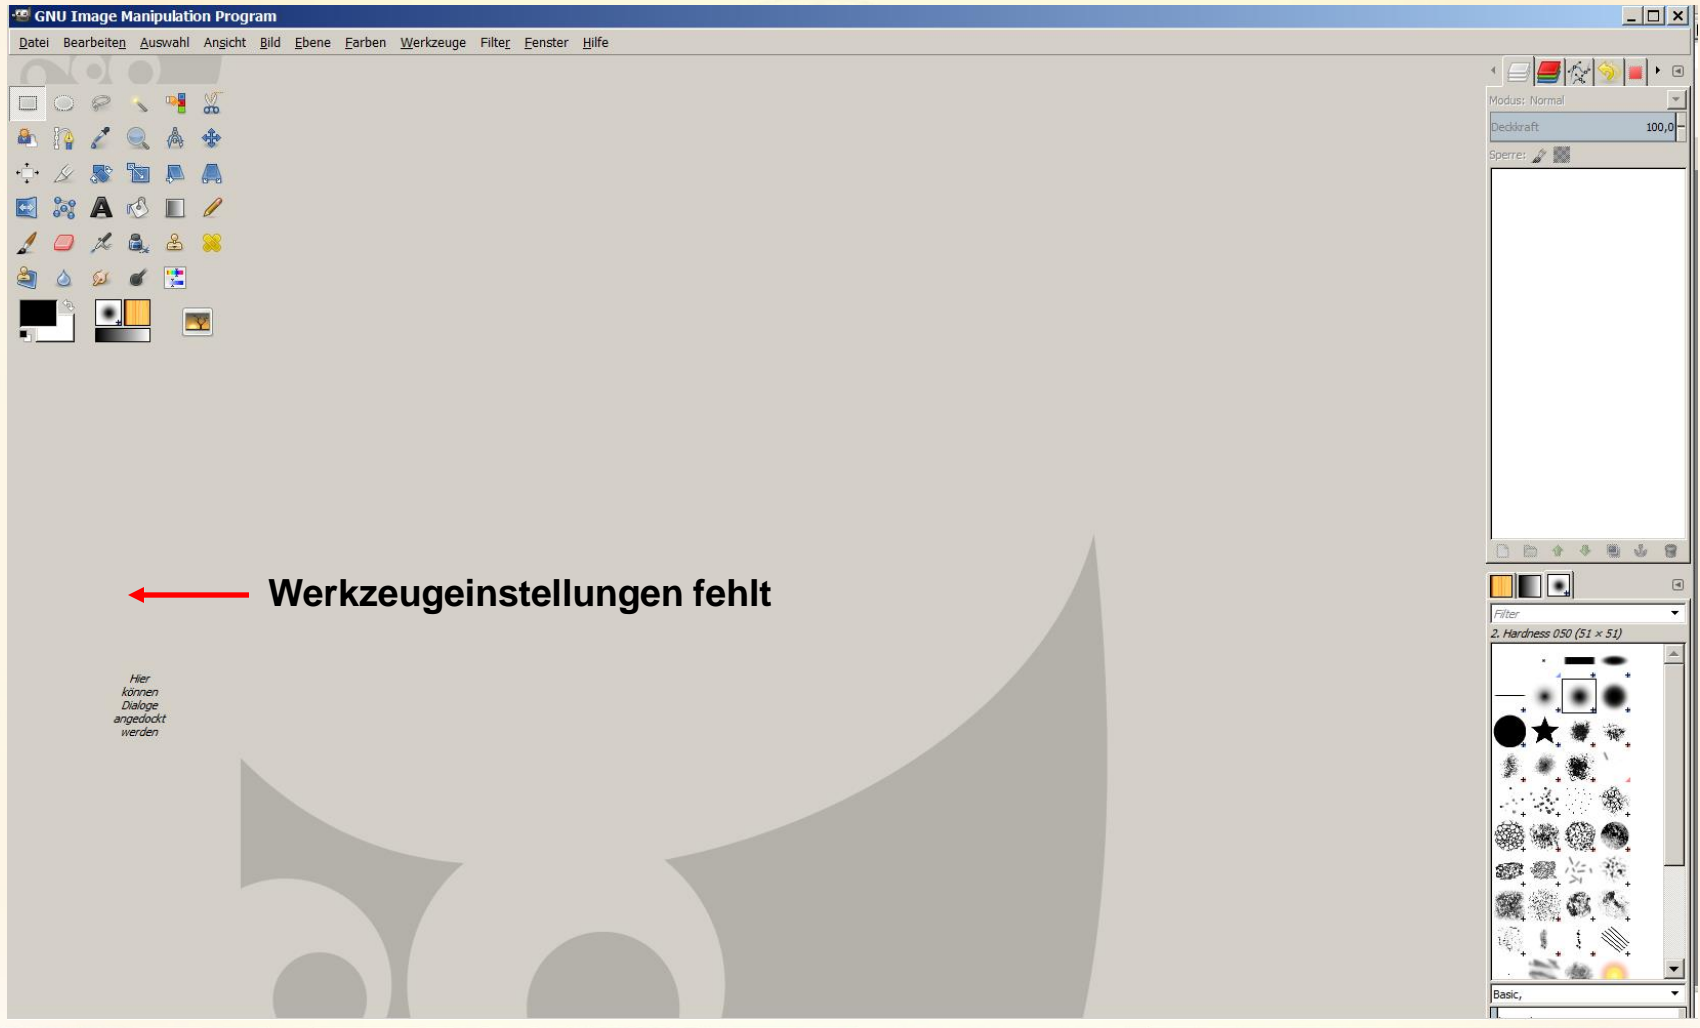 GNU Image Manipulation Program
Datei Bearbeiten Auswahl Ansicht Bild Ebene Farben Werkzeuge Filter Fenster Hilfe
Modus: Normal
Deckkraft 100,0
Sperre:
Werkzeugeinstellungen fehlt
Filter
2. Hardness 050 (51 × 51)
Hier
können
Dialoge
angedockt
werden
Basic,